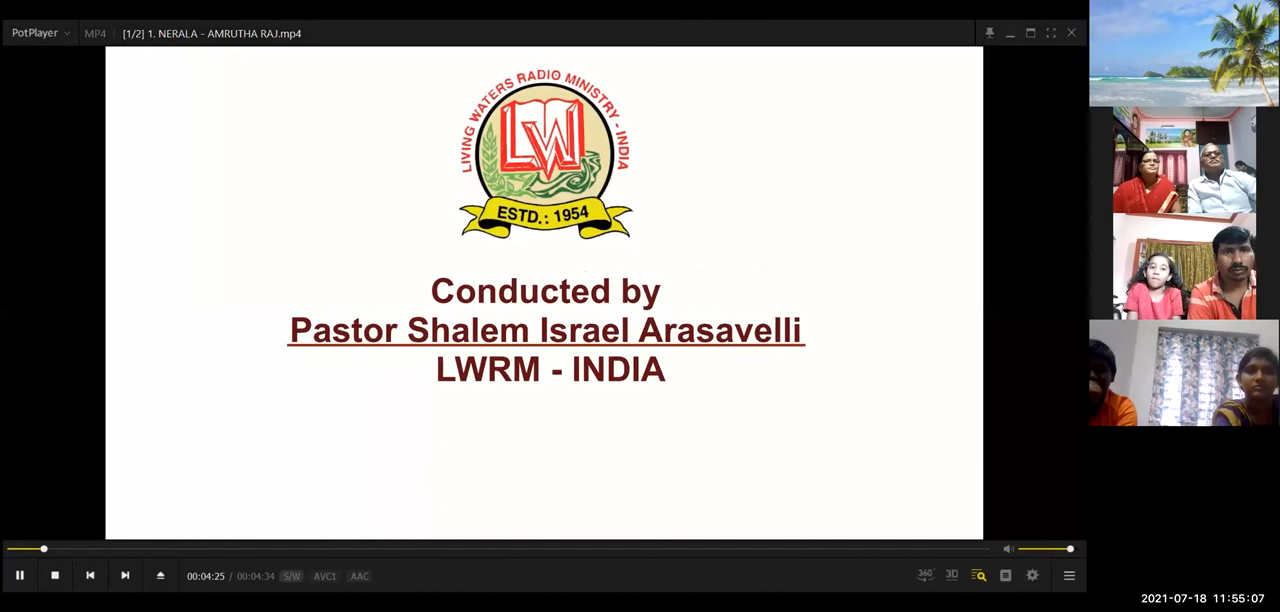 PotPlayer
MP4
[1/2] 1. NERALA - AMRUTHA RAJ.mp4
LIVING WATERS RADIO MINISTRY - INDIA
LW
ESTD.: 1954
Conducted by
Pastor Shalem Israel Arasavelli
LWRM - INDIA
00:04:25 / 00:04:34 S/W AVC1 AAC
360° 3D
2021-07-18 11:55:07